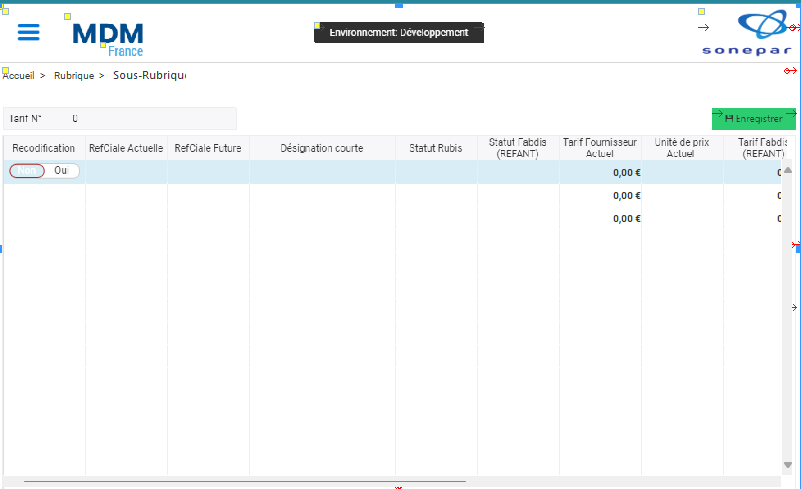 MDM
France
Environnement: Développement
sonepar
Accueil > Rubrique > Sous-Rubrique
Tarif N° 0
Enregistrer
Recodification RefCiale Actuelle RefCiale Future Désignation courte Statut Rubis Statut Fabdis (REFANT) Tarif Fournisseur Actuel Unité de prix Actuel Tarif Fabdis (REFANT)
Non Oui 0,00 € 0
0,00 € 0
0,00 € 0